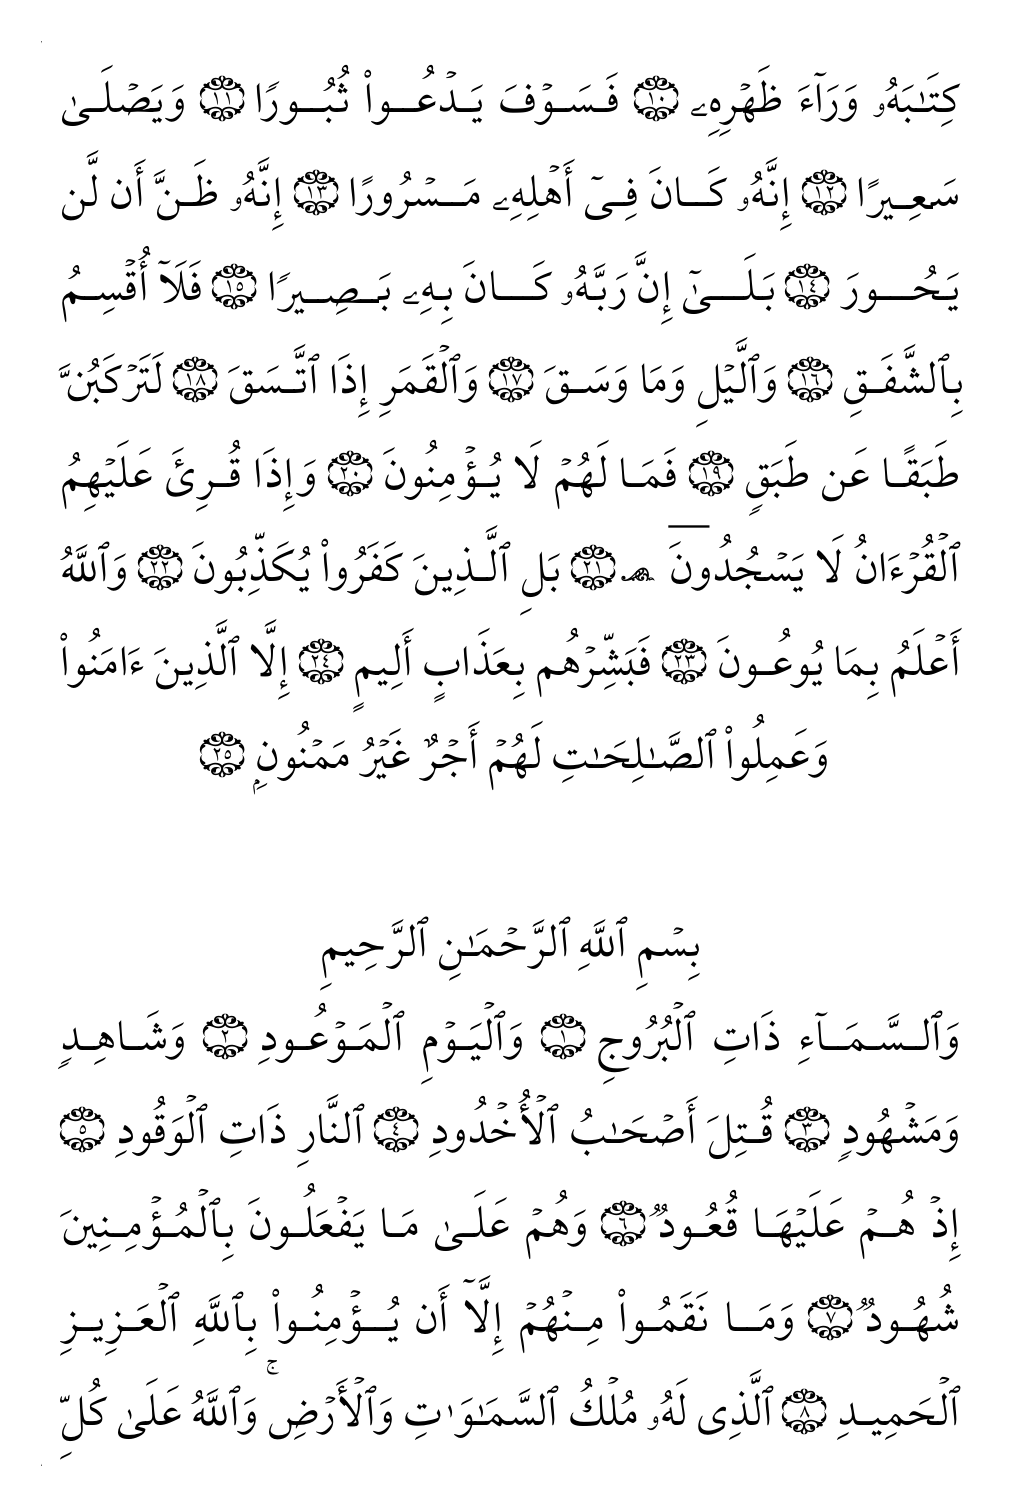 كِتَٰبَهُۥ وَرَآءَ ظَهْرِهِۦ ١٠ فَسَوْفَ يَدْعُوا۟ ثُبُورًا ١١ وَيَصْلَىٰ
سَعِيرًا ١٢ إِنَّهُۥ كَانَ فِىٓ أَهْلِهِۦ مَسْرُورًا ١٣ إِنَّهُۥ ظَنَّ أَن لَّن
يَحُورَ ١٤ بَلَىٰٓ إِنَّ رَبَّهُۥ كَانَ بِهِۦ بَصِيرًا ١٥ فَلَآ أُقْسِمُ
بِٱلشَّفَقِ ١٦ وَٱلَّيْلِ وَمَا وَسَقَ ١٧ وَٱلْقَمَرِ إِذَا ٱتَّسَقَ ١٨ لَتَرْكَبُنَّ
طَبَقًا عَن طَبَقٍ ١٩ فَمَا لَهُمْ لَا يُؤْمِنُونَ ٢٠ وَإِذَا قُرِئَ عَلَيْهِمُ
ٱلْقُرْءَانُ لَا يَسْجُدُونَ ۩ ٢١ بَلِ ٱلَّذِينَ كَفَرُوا۟ يُكَذِّبُونَ ٢٢ وَٱللَّهُ
أَعْلَمُ بِمَا يُوعُونَ ٢٣ فَبَشِّرْهُم بِعَذَابٍ أَلِيمٍ ٢٤ إِلَّا ٱلَّذِينَ ءَامَنُوا۟
وَعَمِلُوا۟ ٱلصَّٰلِحَٰتِ لَهُمْ أَجْرٌ غَيْرُ مَمْنُونٍۭ ٢٥
بِسْمِ ٱللَّهِ ٱلرَّحْمَٰنِ ٱلرَّحِيمِ
وَٱلسَّمَآءِ ذَاتِ ٱلْبُرُوجِ ١ وَٱلْيَوْمِ ٱلْمَوْعُودِ ٢ وَشَاهِدٍ
وَمَشْهُودٍ ٣ قُتِلَ أَصْحَٰبُ ٱلْأُخْدُودِ ٤ ٱلنَّارِ ذَاتِ ٱلْوَقُودِ ٥
إِذْ هُمْ عَلَيْهَا قُعُودٌ ٦ وَهُمْ عَلَىٰ مَا يَفْعَلُونَ بِٱلْمُؤْمِنِينَ
شُهُودٌ ٧ وَمَا نَقَمُوا۟ مِنْهُمْ إِلَّآ أَن يُؤْمِنُوا۟ بِٱللَّهِ ٱلْعَزِيزِ
ٱلْحَمِيدِ ٨ ٱلَّذِى لَهُۥ مُلْكُ ٱلسَّمَٰوَٰتِ وَٱلْأَرْضِ ۚ وَٱللَّهُ عَلَىٰ كُلِّ